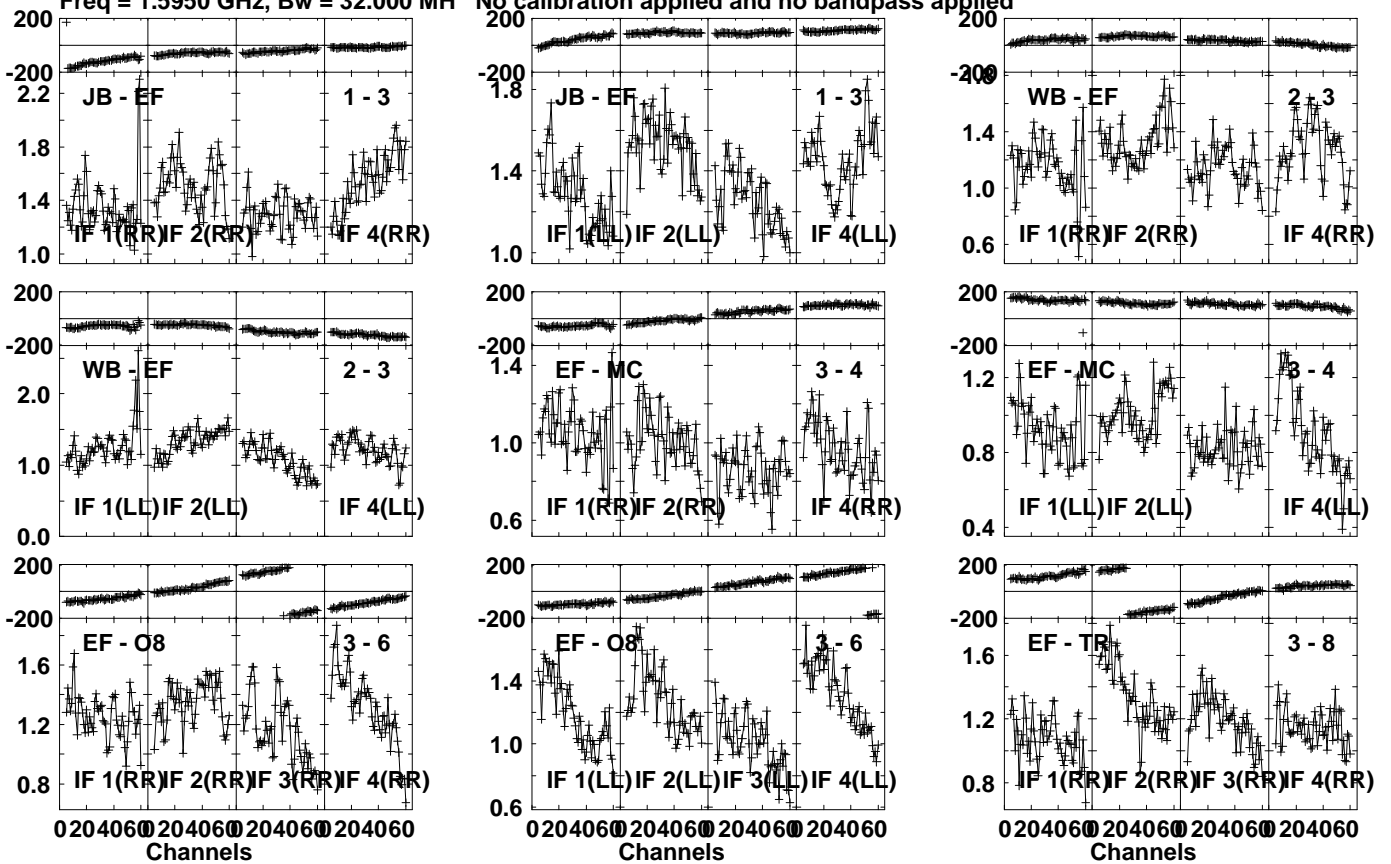 Freq = 1.5950 GHz, Bw = 32.000 MH No calibration applied and no bandpass applied
200
-200
JB - EF 1 - 3
2.2
1.8
1.4
1.0
IF 1(RR) IF 2(RR) IF 4(RR)
200
-200
JB - EF 1 - 3
1.8
1.4
1.0
IF 1(LL) IF 2(LL) IF 4(LL)
200
-200
1.8
WB - EF 2 - 3
1.4
1.0
0.6
IF 1(RR) IF 2(RR) IF 4(RR)
200
-200
WB - EF 2 - 3
2.0
1.0
0.0
IF 1(LL) IF 2(LL) IF 4(LL)
200
-200
EF - MC 3 - 4
1.4
1.0
0.6
IF 1(RR) IF 2(RR) IF 4(RR)
200
-200
EF - MC 3 - 4
1.2
0.8
0.4
IF 1(LL) IF 2(LL) IF 4(LL)
200
-200
EF - O8 3 - 6
1.6
1.2
0.8
IF 1(RR) IF 2(RR) IF 3(RR) IF 4(RR)
0 20 40 60 0 20 40 60 0 20 40 60 0 20 40 60
Channels
200
-200
EF - O8 3 - 6
1.4
1.0
0.6
IF 1(LL) IF 2(LL) IF 3(LL) IF 4(LL)
0 20 40 60 0 20 40 60 0 20 40 60 0 20 40 60
Channels
200
-200
EF - TR 3 - 8
1.6
1.2
0.8
IF 1(RR) IF 2(RR) IF 3(RR) IF 4(RR)
0 20 40 60 0 20 40 60 0 20 40 60 0 20 40 60
Channels